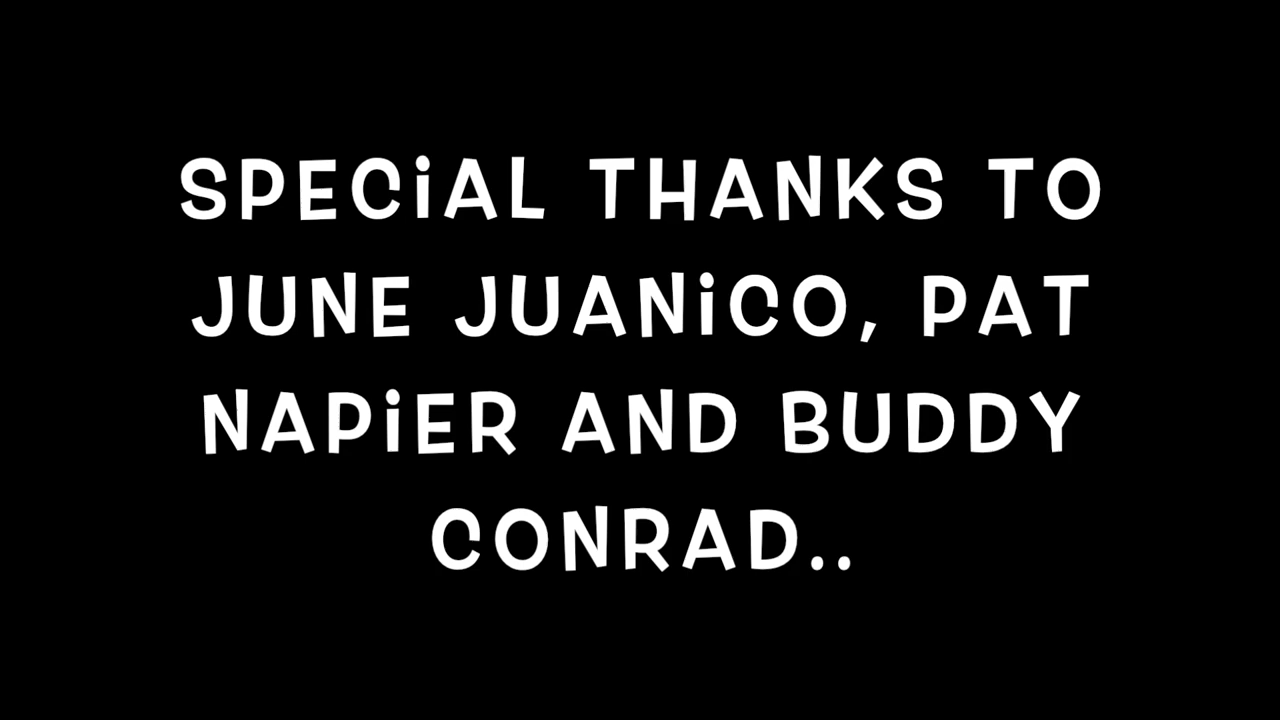 SPECiAL THANKS TO
JUNE JUANiCO, PAT
NAPiER AND BUDDY
CONRAD..